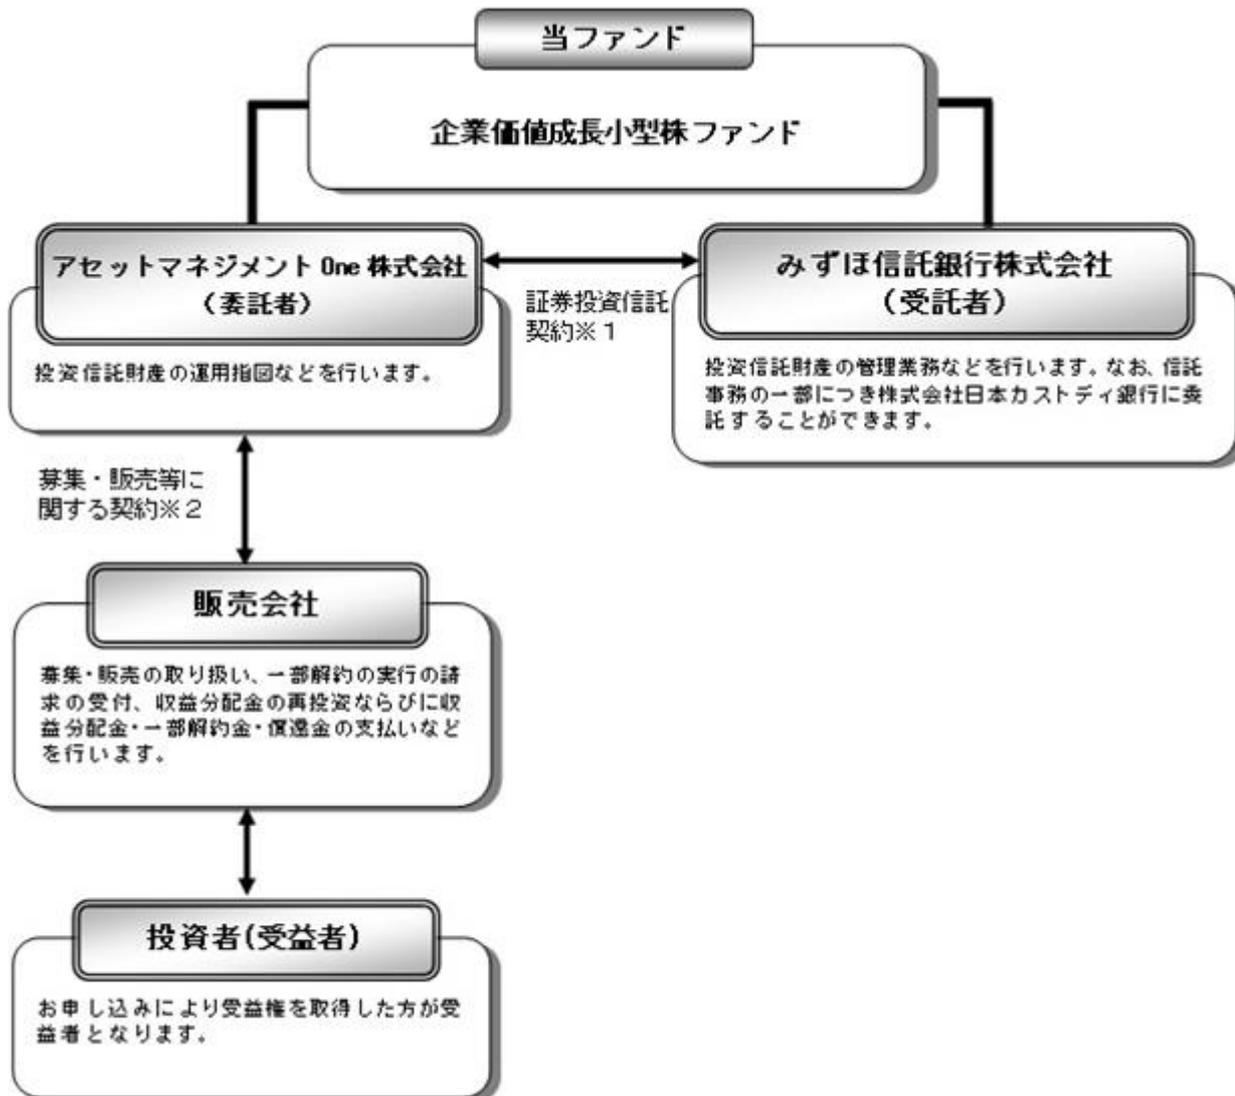 当ファンド
企業価値成長小型株ファンド
アセットマネジメント One 株式会社
(委託者)
投資信託財産の運用指図などを行います。
証券投資信託
契約※１
みずほ信託銀行株式会社
(受託者)
投資信託財産の管理業務などを行います。なお、信託
事務の一部につき株式会社日本カストディ銀行に委
託することができます。
募集・販売等に
関する契約※２
販売会社
募集・販売の取り扱い、一部解約の実行の請
求の受付、収益分配金の再投資ならびに収
益分配金・一部解約金・償還金の支払いなど
を行います。
投資者(受益者)
お申し込みにより受益権を取得した方が受
益者となります。